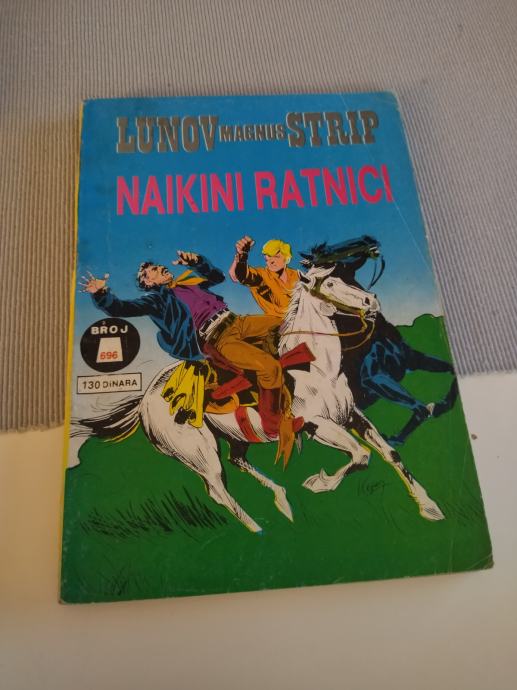 LUNOV MAGNUS STRIP
NAIKINI RATNICI
BROJ
696
130 DINARA